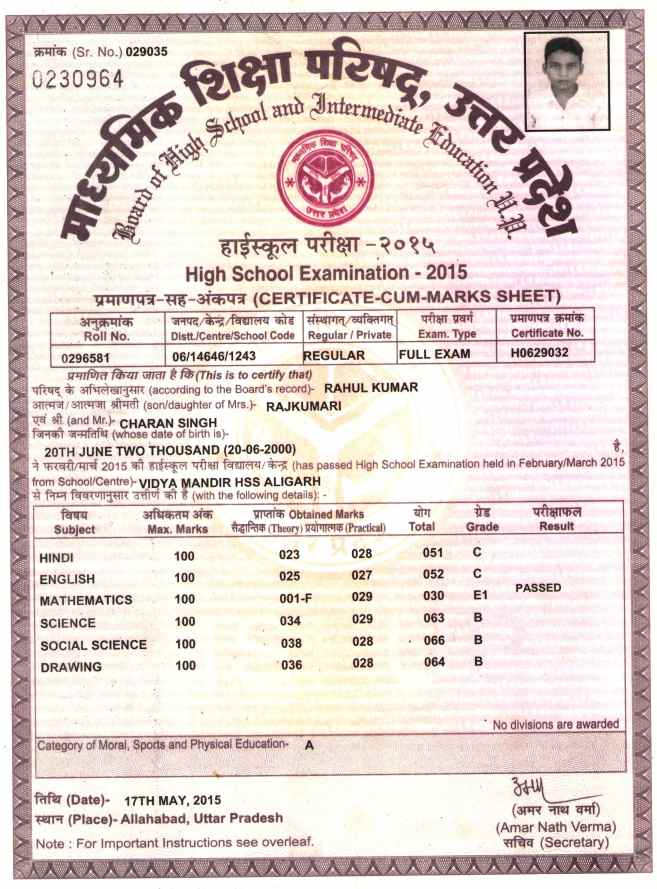 क्रमांक (Sr. No.) 029035
0230964
माध्यमिक शिक्षा परिषद्, उत्तर प्रदेश
Board of High School and Intermediate Education U.P.
माध्यमिक शिक्षा परिषद्
उत्तर प्रदेश
हाईस्कूल परीक्षा - २०१५
High School Examination - 2015
प्रमाणपत्र-सह-अंकपत्र (CERTIFICATE-CUM-MARKS SHEET)
अनुक्रमांक जनपद/केन्द्र/विद्यालय कोड संस्थागत्/व्यक्तिगत् परीक्षा प्रवर्ग प्रमाणपत्र क्रमांक
Roll No. Distt./Centre/School Code Regular / Private Exam. Type Certificate No.
0296581 06/14646/1243 REGULAR FULL EXAM H0629032
प्रमाणित किया जाता है कि (This is to certify that)
परिषद् के अभिलेखानुसार (according to the Board's record)- RAHUL KUMAR
आत्मज/आत्मजा श्रीमती (son/daughter of Mrs.)- RAJKUMARI
एवं श्री (and Mr.)- CHARAN SINGH
जिनकी जन्मतिथि (whose date of birth is)-
20TH JUNE TWO THOUSAND (20-06-2000) है,
ने फरवरी/मार्च 2015 की हाईस्कूल परीक्षा विद्यालय/केन्द्र (has passed High School Examination held in February/March 2015
from School/Centre)- VIDYA MANDIR HSS ALIGARH
से निम्न विवरणानुसार उत्तीर्ण की है (with the following details): -
विषय अधिकतम अंक प्राप्तांक Obtained Marks योग ग्रेड परीक्षाफल
Subject Max. Marks सैद्धान्तिक (Theory) प्रयोगात्मक (Practical) Total Grade Result
HINDI 100 023 028 051 C
ENGLISH 100 025 027 052 C
PASSED
MATHEMATICS 100 001-F 029 030 E1
SCIENCE 100 034 029 063 B
SOCIAL SCIENCE 100 038 028 066 B
DRAWING 100 036 028 064 B
No divisions are awarded
Category of Moral, Sports and Physical Education- A
तिथि (Date)- 17TH MAY, 2015
स्थान (Place)- Allahabad, Uttar Pradesh
(अमर नाथ वर्मा)
(Amar Nath Verma)
सचिव (Secretary)
Note : For Important Instructions see overleaf.